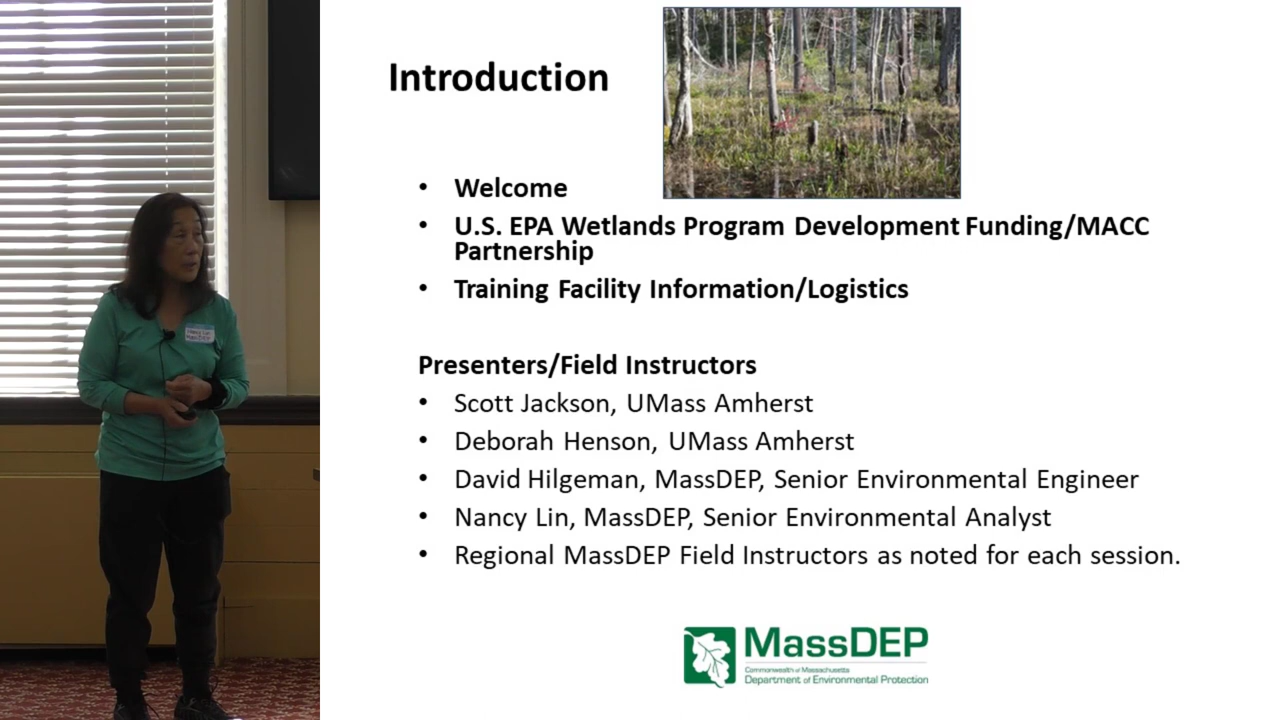 Introduction
• Welcome
• U.S. EPA Wetlands Program Development Funding/MACC
Partnership
• Training Facility Information/Logistics
Presenters/Field Instructors
• Scott Jackson, UMass Amherst
• Deborah Henson, UMass Amherst
• David Hilgeman, MassDEP, Senior Environmental Engineer
• Nancy Lin, MassDEP, Senior Environmental Analyst
• Regional MassDEP Field Instructors as noted for each session.
MassDEP
Commonwealth of Massachusetts
Department of Environmental Protection